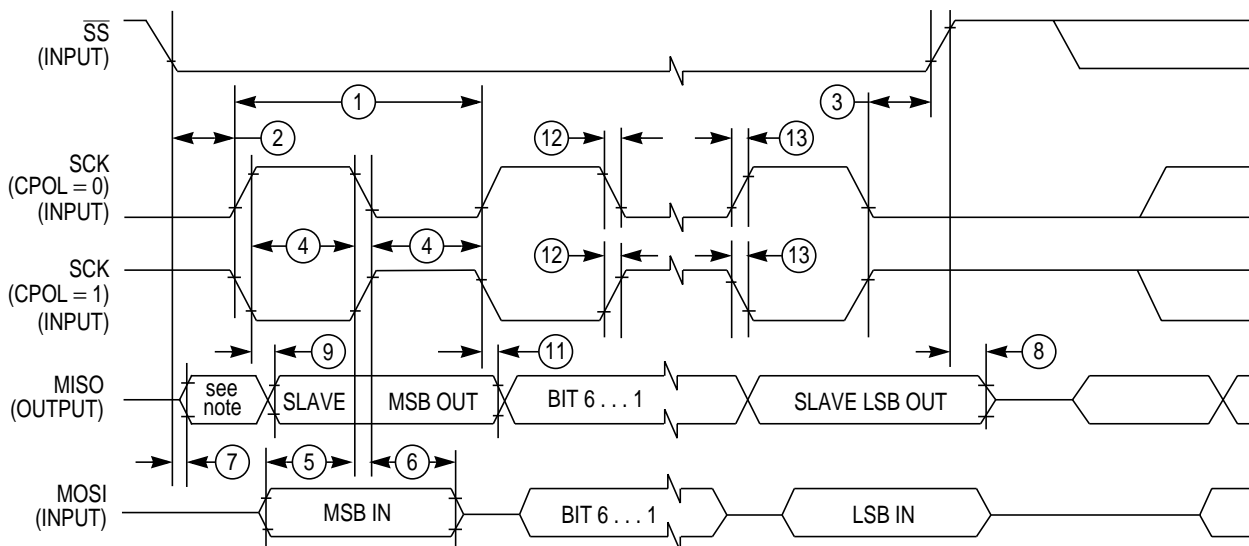 SS
(INPUT)
1
3
2
12
13
SCK
(CPOL = 0)
(INPUT)
4
4
12
13
SCK
(CPOL = 1)
(INPUT)
9
11
8
MISO
(OUTPUT)
see
note
SLAVE
MSB OUT
BIT 6 . . . 1
SLAVE LSB OUT
7
5
6
MOSI
(INPUT)
MSB IN
BIT 6 . . . 1
LSB IN